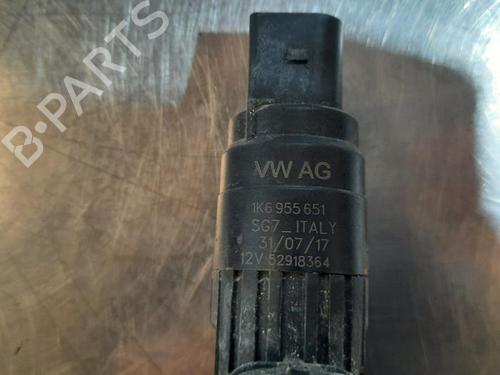 B-PARTS
VW AG
1K6 955 651
SG7_ ITALY
31/07/17
12V 52918364